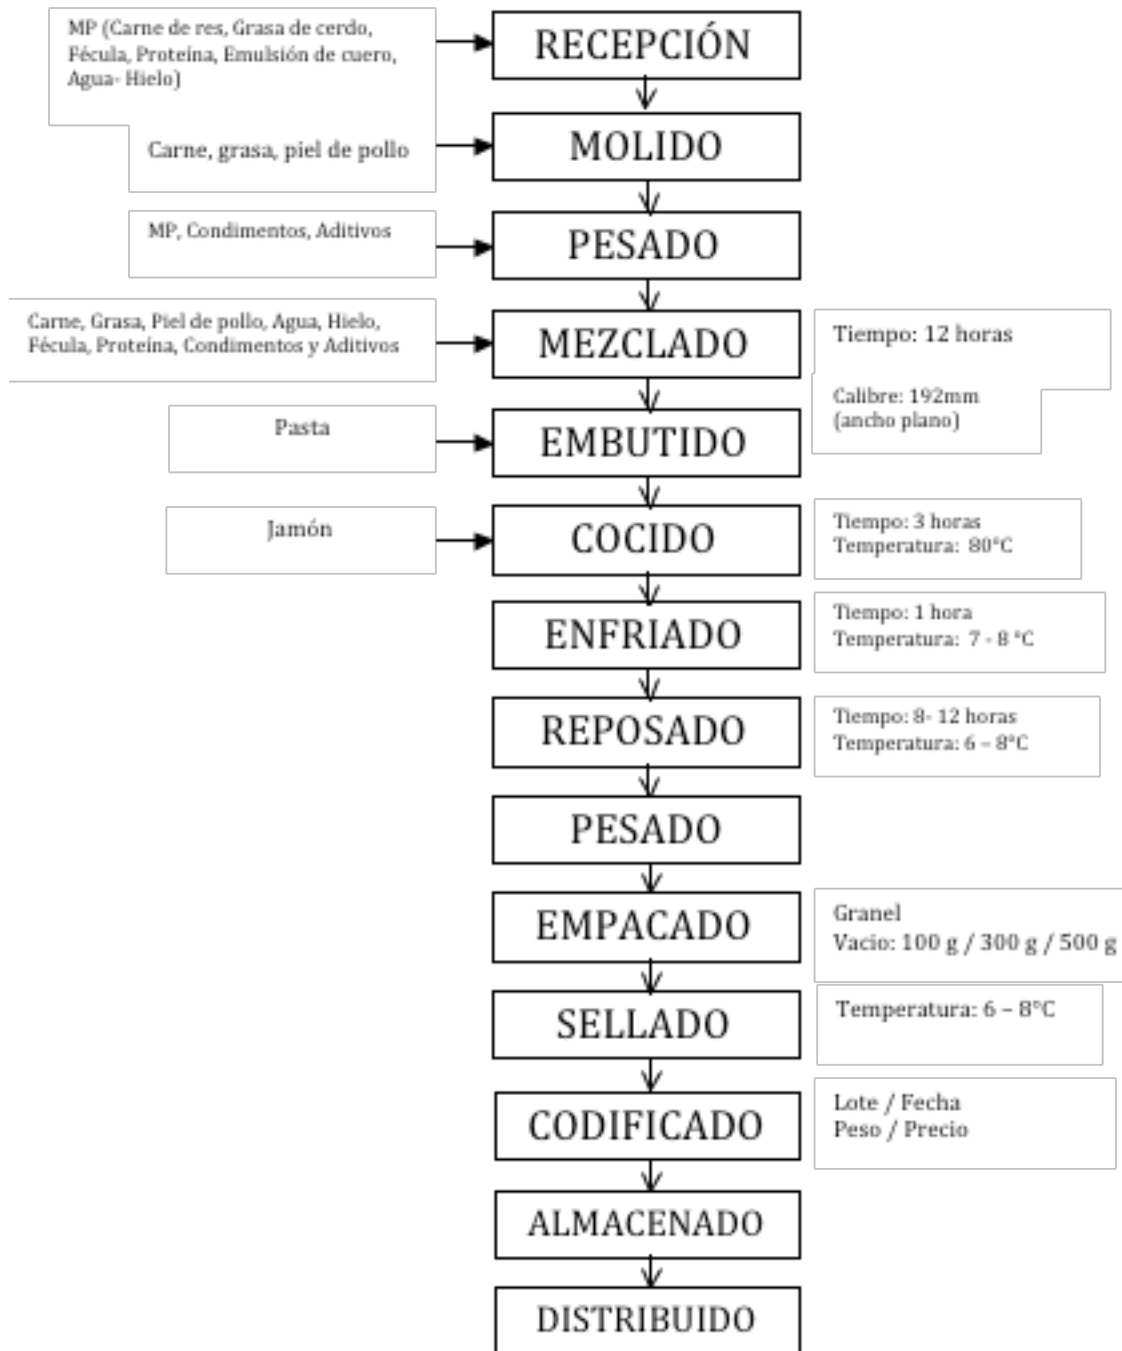 MP (Carne de res, Grasa de cerdo,
Fécula, Proteína, Emulsión de cuero,
Agua- Hielo)
RECEPCIÓN
Carne, grasa, piel de pollo
MOLIDO
MP, Condimentos, Aditivos
PESADO
Carne, Grasa, Piel de pollo, Agua, Hielo,
Fécula, Proteína, Condimentos y Aditivos
MEZCLADO
Tiempo: 12 horas
Calibre: 192mm
(ancho plano)
Pasta
EMBUTIDO
Jamón
COCIDO
Tiempo: 3 horas
Temperatura: 80°C
ENFRIADO
Tiempo: 1 hora
Temperatura: 7 - 8 °C
REPOSADO
Tiempo: 8- 12 horas
Temperatura: 6 – 8°C
PESADO
EMPACADO
Granel
Vacio: 100 g / 300 g / 500 g
SELLADO
Temperatura: 6 – 8°C
CODIFICADO
Lote / Fecha
Peso / Precio
ALMACENADO
DISTRIBUIDO